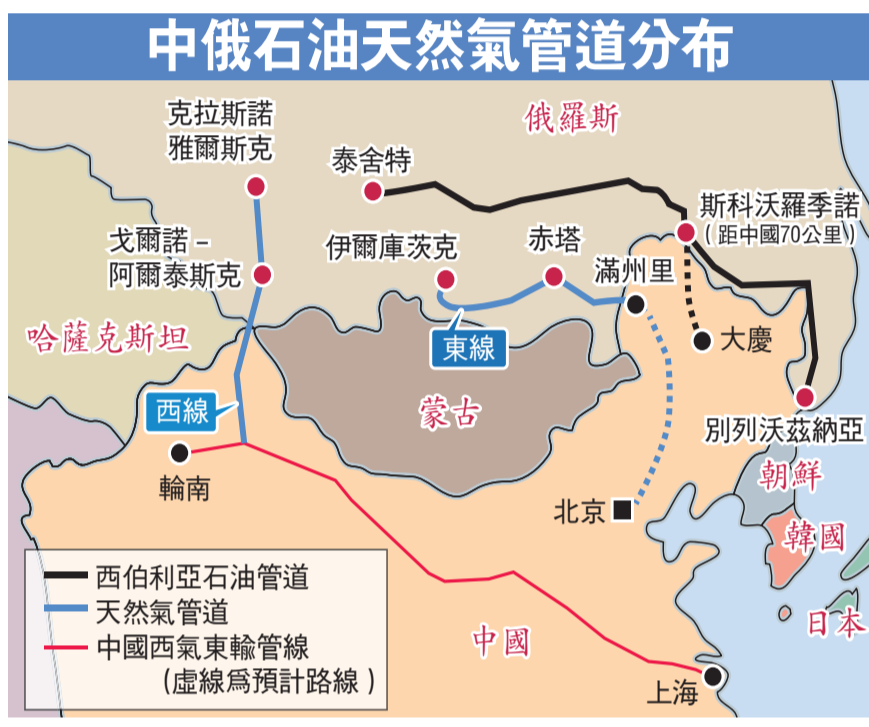 中俄石油天然氣管道分布
克拉斯諾
雅爾斯克
俄羅斯
泰舍特
斯科沃羅季諾
(距中國70公里)
戈爾諾－
阿爾泰斯克
伊爾庫茨克
赤塔
滿州里
哈薩克斯坦
東線
大慶
西線
蒙古
別列沃茲納亞
輪南
朝鮮
北京
韓國
西伯利亞石油管道
天然氣管道
中國西氣東輸管線
(虛線爲預計路線)
中國
日本
上海